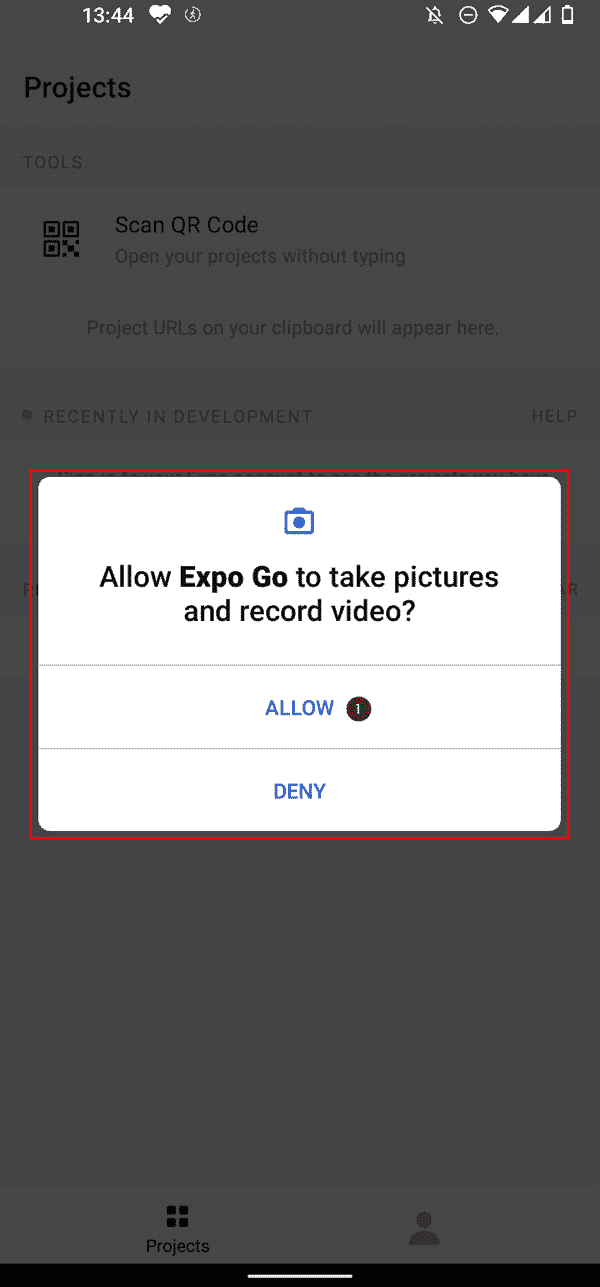 13:44
Projects
TOOLS
Scan QR Code
Open your projects without typing
Project URLs on your clipboard will appear here.
RECENTLY IN DEVELOPMENT HELP
Allow Expo Go to take pictures
and record video?
ALLOW 1
DENY
Projects